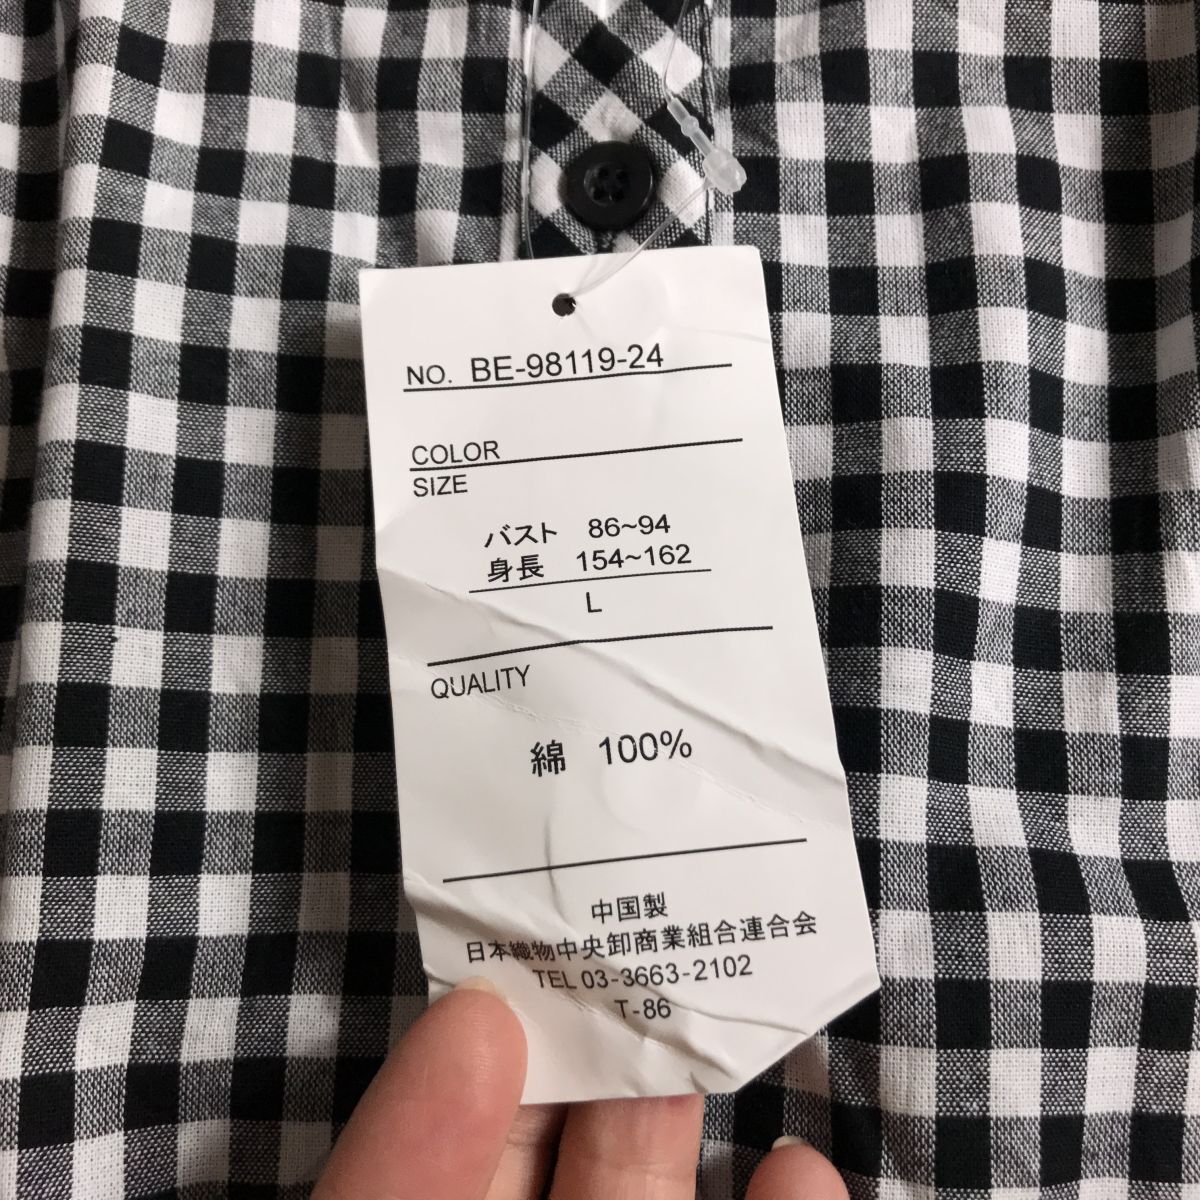 NO. BE-98119-24
COLOR
SIZE
バスト 86~94
身長 154~162
L
QUALITY
綿 100%
中国製
日本織物中央卸商業組合連合会
TEL 03-3663-2102
T-86